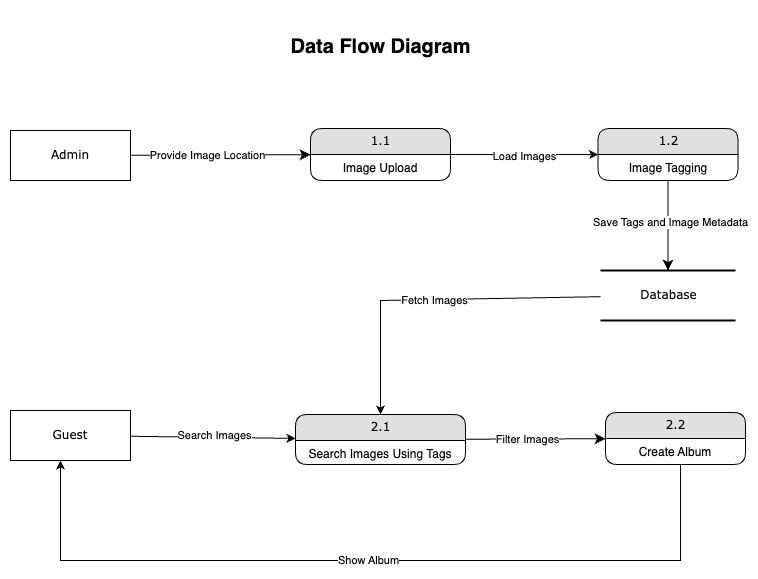 Data Flow Diagram
Admin
Provide Image Location
1.1
Image Upload
Load Images
1.2
Image Tagging
Save Tags and Image Metadata
Database
Fetch Images
Guest
Search Images
2.1
Search Images Using Tags
Filter Images
2.2
Create Album
Show Album